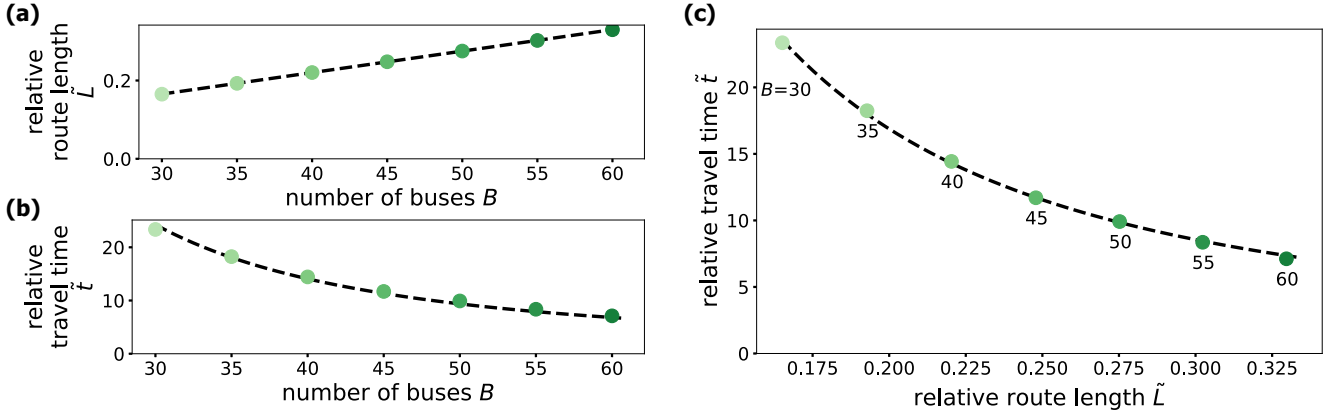 (a)
relative
route length
L̃
0.2
0.0
30 35 40 45 50 55 60
number of buses B
(b)
relative
travel time
t̃
20
10
0
30 35 40 45 50 55 60
number of buses B
(c)
relative travel time t̃
20
15
10
5
0
B=30
35
40
45
50
55
60
0.175 0.200 0.225 0.250 0.275 0.300 0.325
relative route length L̃